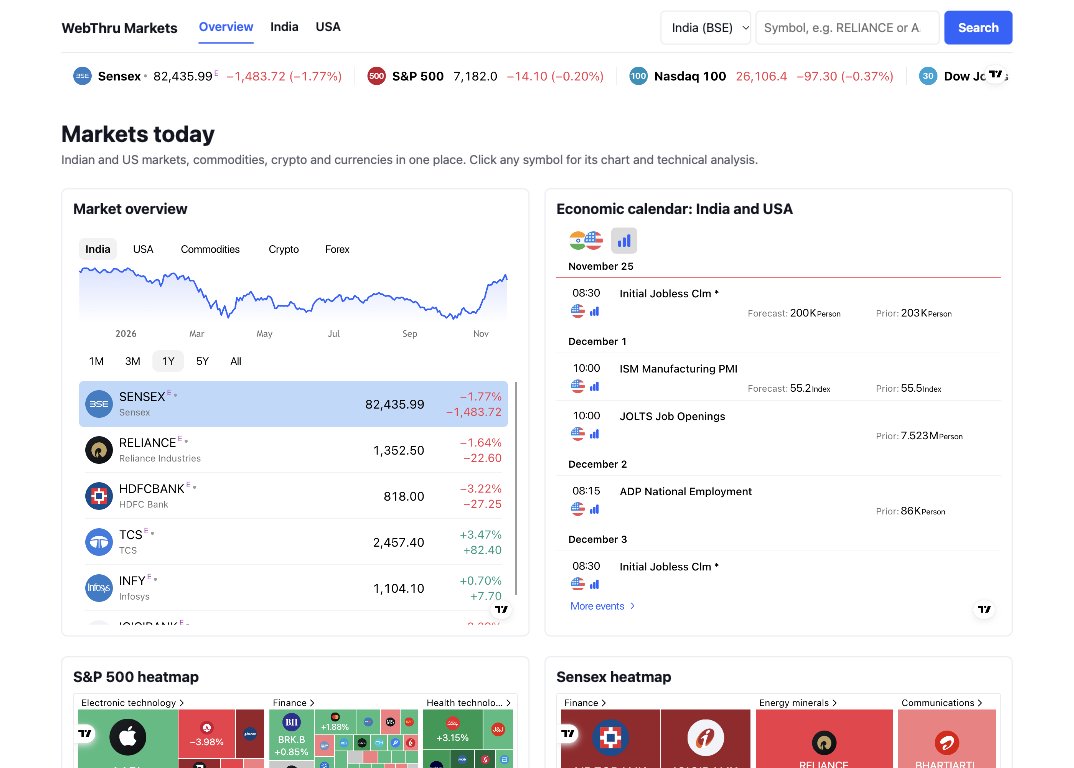 WebThru Markets Overview India USA India (BSE) Symbol, e.g. RELIANCE or A. Search
BSE Sensex 82,435.99 E −1,483.72 (−1.77%) 500 S&P 500 7,182.0 −14.10 (−0.20%) 100 Nasdaq 100 26,106.4 −97.30 (−0.37%) 30 Dow
Markets today
Indian and US markets, commodities, crypto and currencies in one place. Click any symbol for its chart and technical analysis.
Market overview
India USA Commodities Crypto Forex
2026 Mar May Jul Sep Nov
1M 3M 1Y 5Y All
BSE SENSEX E 82,435.99 −1.77%
Sensex −1,483.72
RELIANCE E 1,352.50 −1.64%
Reliance Industries −22.60
HDFCBANK E 818.00 −3.22%
HDFC Bank −27.25
TCS E 2,457.40 +3.47%
TCS +82.40
Infosys INFY E 1,104.10 +0.70%
Infosys +7.70
Economic calendar: India and USA
November 25
08:30 Initial Jobless Clm *
Forecast: 200K Person Prior: 203K Person
December 1
10:00 ISM Manufacturing PMI
Forecast: 55.2 Index Prior: 55.5 Index
10:00 JOLTS Job Openings
Prior: 7.523M Person
December 2
08:15 ADP National Employment
Prior: 86K Person
December 3
08:30 Initial Jobless Clm *
More events
S&P 500 heatmap
Electronic technology Finance Health technolo...
−3.98%
BH
BRK.B
+0.85%
+1.88%
+3.15%
J&J
Sensex heatmap
Finance Energy minerals Communications
RELIANCE
BHARTIARTL